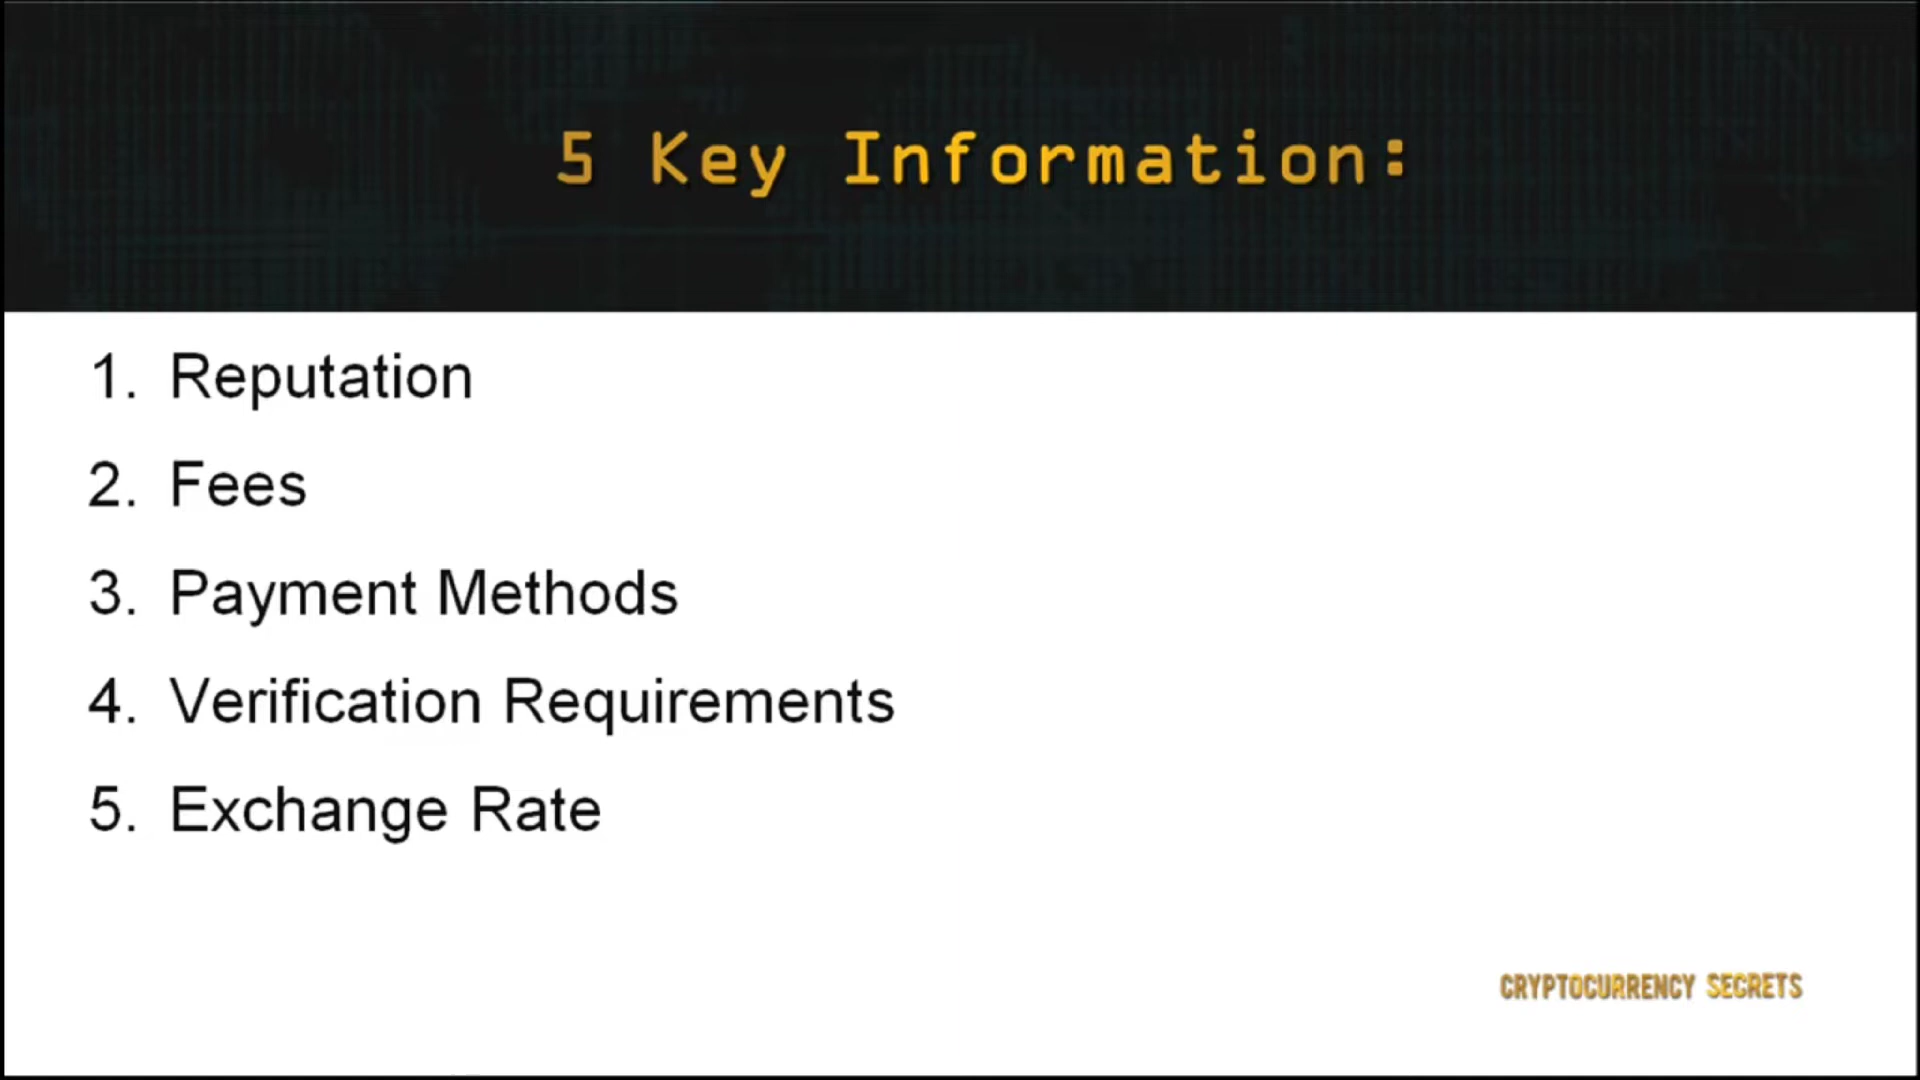 5 Key Information:
1. Reputation
2. Fees
3. Payment Methods
4. Verification Requirements
5. Exchange Rate
CRYPTOCURRENCY SECRETS